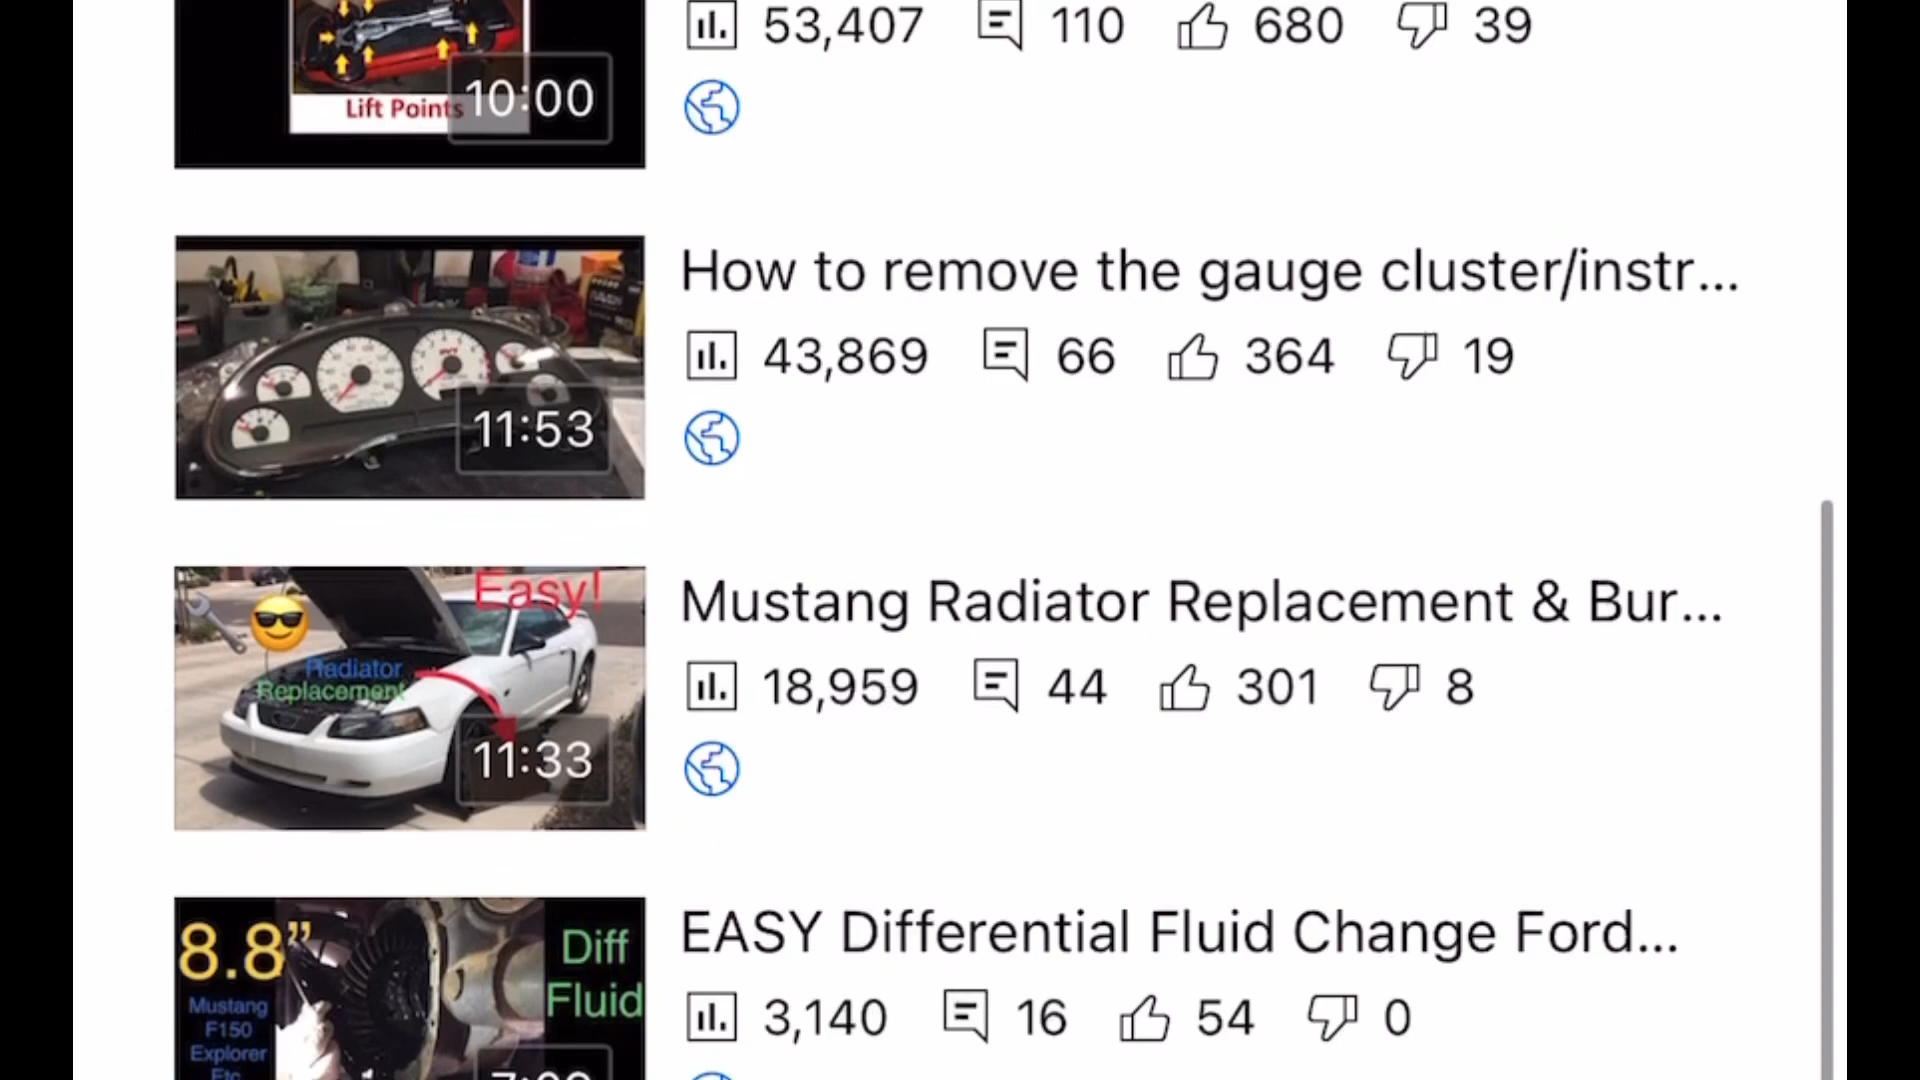 53,407 110 680 39
Lift Points
10:00
How to remove the gauge cluster/instr...
43,869 66 364 19
11:53
Easy!
Radiator
Replacement
11:33
Mustang Radiator Replacement & Bur...
18,959 44 301 8
8.8”
Mustang
F150
Explorer
Etc
Diff
Fluid
EASY Differential Fluid Change Ford...
3,140 16 54 0